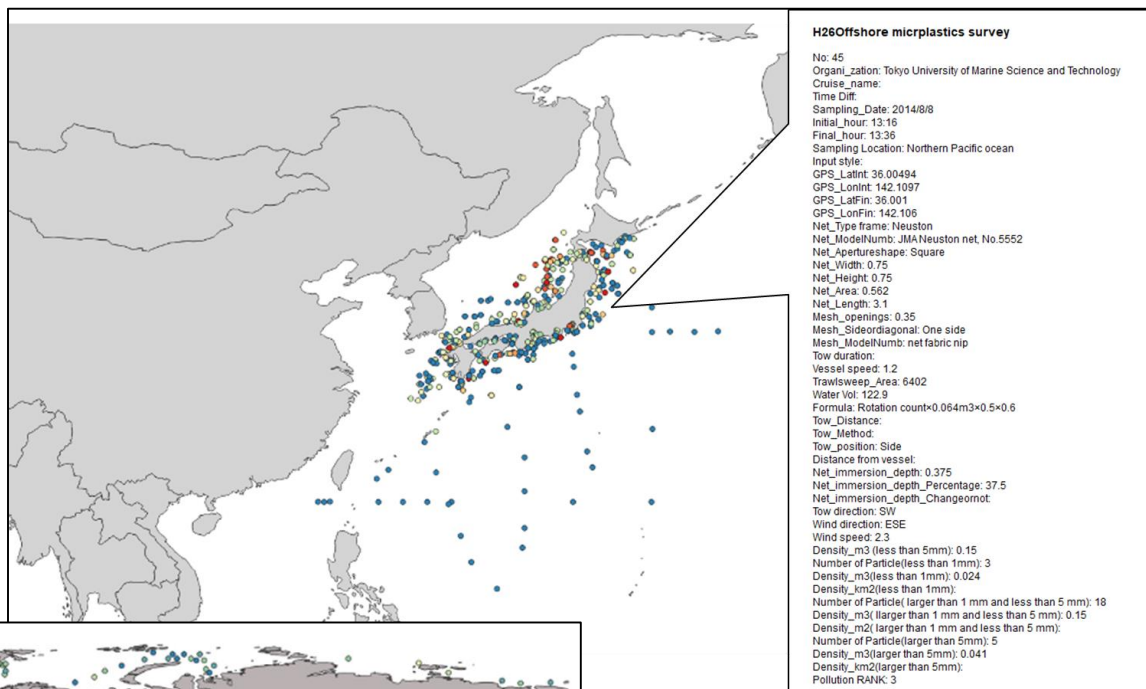 H26Offshore micrplastics survey
No: 45
Organi_zation: Tokyo University of Marine Science and Technology
Cruise_name:
Time Diff:
Sampling_Date: 2014/8/8
Initial_hour: 13:16
Final_hour: 13:36
Sampling Location: Northern Pacific ocean
Input style:
GPS_LatInt: 36.00494
GPS_LonInt: 142.1097
GPS_LatFin: 36.001
GPS_LonFin: 142.106
Net_Type frame: Neuston
Net_ModelNumb: JMA Neuston net, No.5552
Net_Apertureshape: Square
Net_Width: 0.75
Net_Height: 0.75
Net_Area: 0.562
Net_Length: 3.1
Mesh_openings: 0.35
Mesh_Sideordiagonal: One side
Mesh_ModelNumb: net fabric nip
Tow duration:
Vessel speed: 1.2
Trawlsweep_Area: 6402
Water Vol: 122.9
Formula: Rotation count×0.064m3×0.5×0.6
Tow_Distance:
Tow_Method:
Tow_position: Side
Distance from vessel:
Net_immersion_depth: 0.375
Net_immersion_depth_Percentage: 37.5
Net_immersion_depth_Changeornot:
Tow direction: SW
Wind direction: ESE
Wind speed: 2.3
Density_m3 (less than 5mm): 0.15
Number of Particle(less than 1mm): 3
Density_m3(less than 1mm): 0.024
Density_km2(less than 1mm):
Number of Particle( larger than 1 mm and less than 5 mm): 18
Density_m3( llarger than 1 mm and less than 5 mm): 0.15
Density_m2( larger than 1 mm and less than 5 mm):
Number of Particle(larger than 5mm): 5
Density_m3(larger than 5mm): 0.041
Density_km2(larger than 5mm):
Pollution RANK: 3